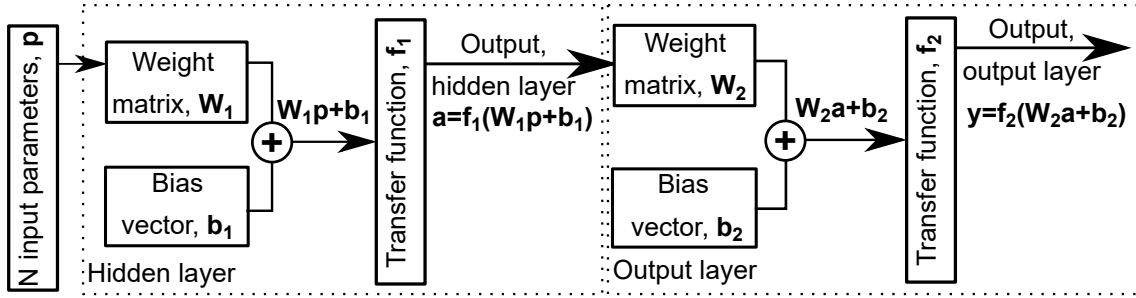 N input parameters, p
Weight
matrix, W₁
Bias
vector, b₁
Hidden layer
W₁p+b₁
Transfer function, f₁
Output,
hidden layer
a=f₁(W₁p+b₁)
Weight
matrix, W₂
Bias
vector, b₂
Output layer
W₂a+b₂
Transfer function, f₂
Output,
output layer
y=f₂(W₂a+b₂)